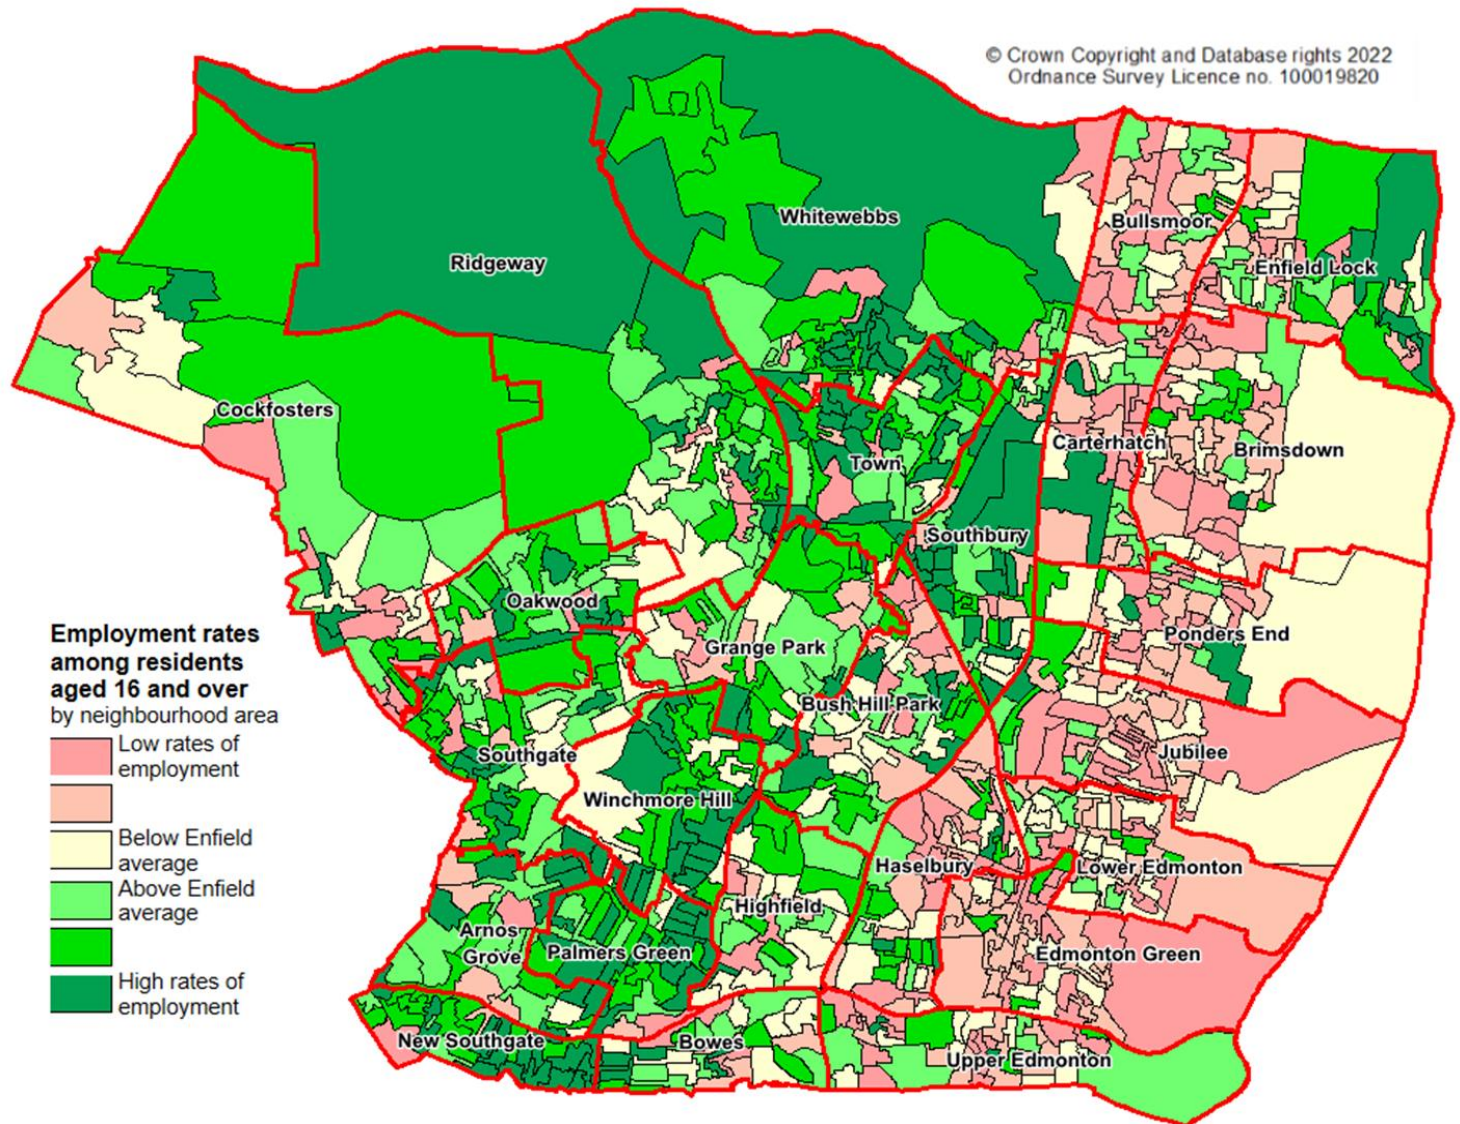 © Crown Copyright and Database rights 2022
Ordnance Survey Licence no. 100019820
Whitewebbs
Bullsmoor
Ridgeway
Enfield Lock
Cockfosters
Carterhatch
Brimsdown
Town
Southbury
Oakwood
Ponders End
Grange Park
Bush Hill Park
Southgate
Jubilee
Winchmore Hill
Haselbury
Lower Edmonton
Highfield
Arnos
Grove
Palmers Green
Edmonton Green
New Southgate
Bowes
Upper Edmonton
Employment rates
among residents
aged 16 and over
by neighbourhood area
Low rates of
employment
Below Enfield
average
Above Enfield
average
High rates of
employment